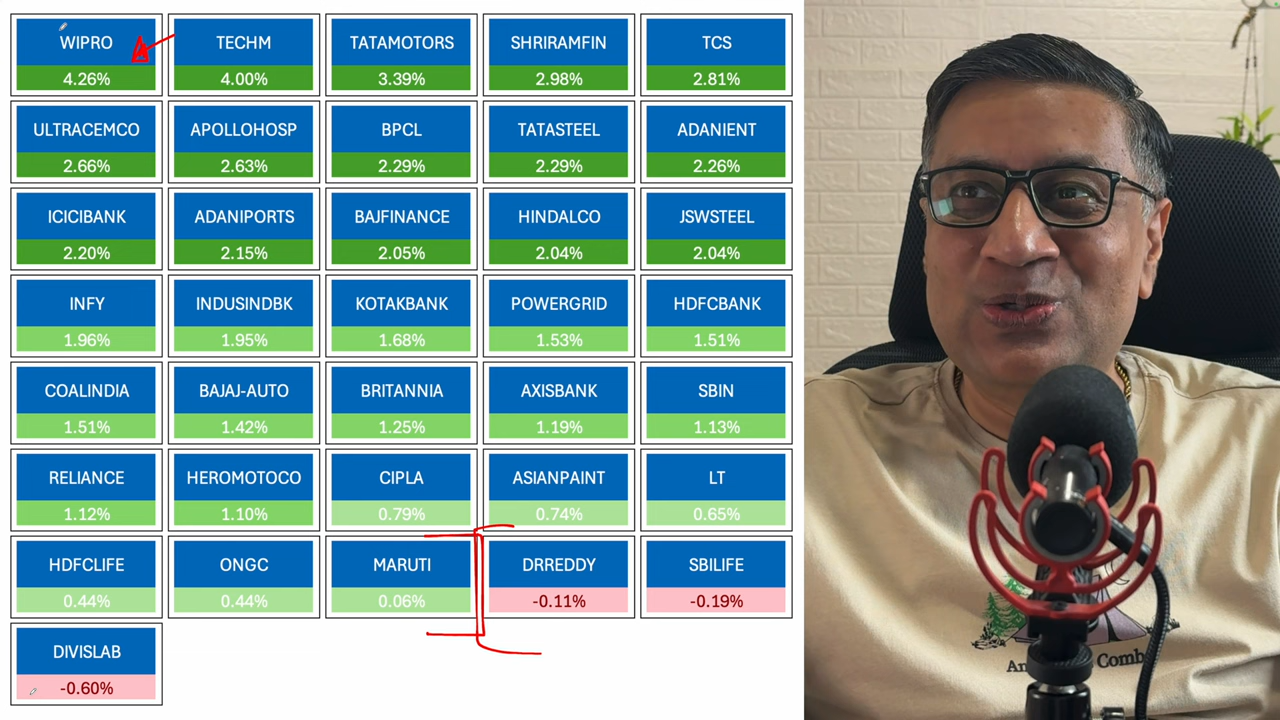 WIPRO TECHM TATAMOTORS SHRIRAMFIN TCS
4.26% 4.00% 3.39% 2.98% 2.81%
ULTRACEMCO APOLLOHOSP BPCL TATASTEEL ADANIENT
2.66% 2.63% 2.29% 2.29% 2.26%
ICICIBANK ADANIPORTS BAJFINANCE HINDALCO JSWSTEEL
2.20% 2.15% 2.05% 2.04% 2.04%
INFY INDUSINDBK KOTAKBANK POWERGRID HDFCBANK
1.96% 1.95% 1.68% 1.53% 1.51%
COALINDIA BAJAJ-AUTO BRITANNIA AXISBANK SBIN
1.51% 1.42% 1.25% 1.19% 1.13%
RELIANCE HEROMOTOCO CIPLA ASIANPAINT LT
1.12% 1.10% 0.79% 0.74% 0.65%
HDFCLIFE ONGC MARUTI DRREDDY SBILIFE
0.44% 0.44% 0.06% -0.11% -0.19%
DIVISLAB
-0.60%